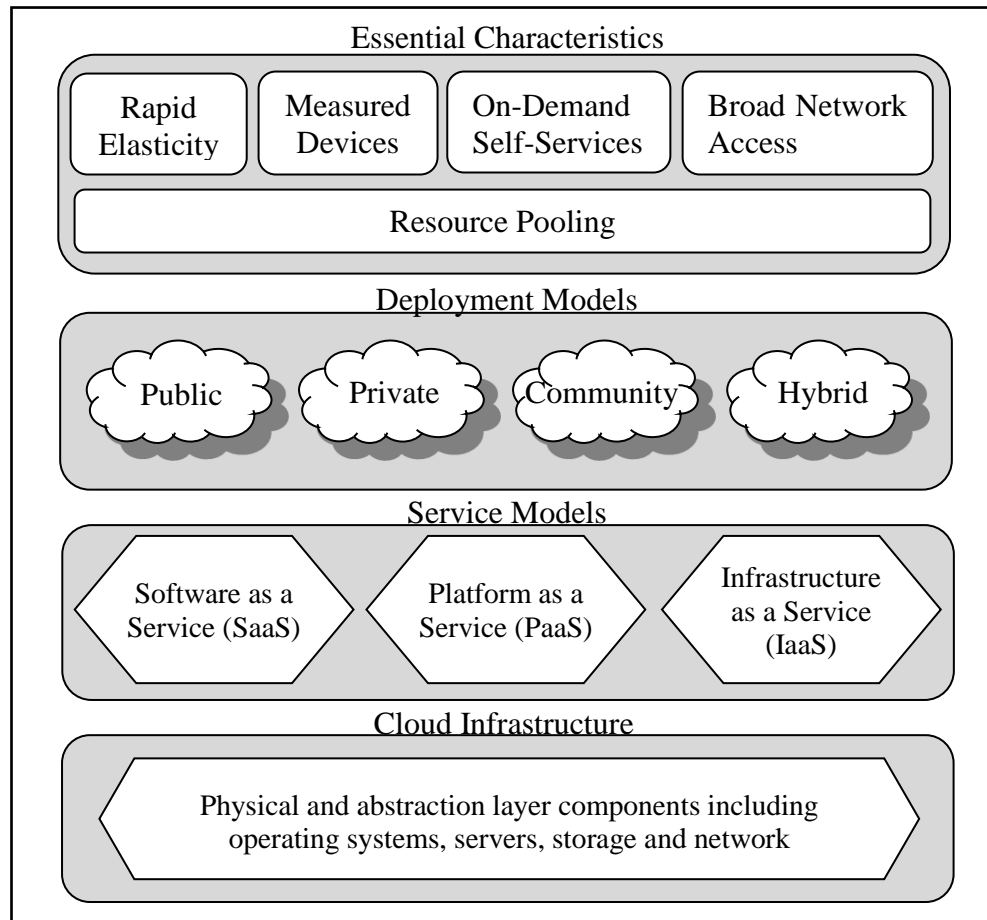 Essential Characteristics
Rapid
Elasticity
Measured
Devices
On-Demand
Self-Services
Broad Network
Access
Resource Pooling
Deployment Models
Public
Private
Community
Hybrid
Service Models
Software as a
Service (SaaS)
Platform as a
Service (PaaS)
Infrastructure
as a Service
(IaaS)
Cloud Infrastructure
Physical and abstraction layer components including
operating systems, servers, storage and network